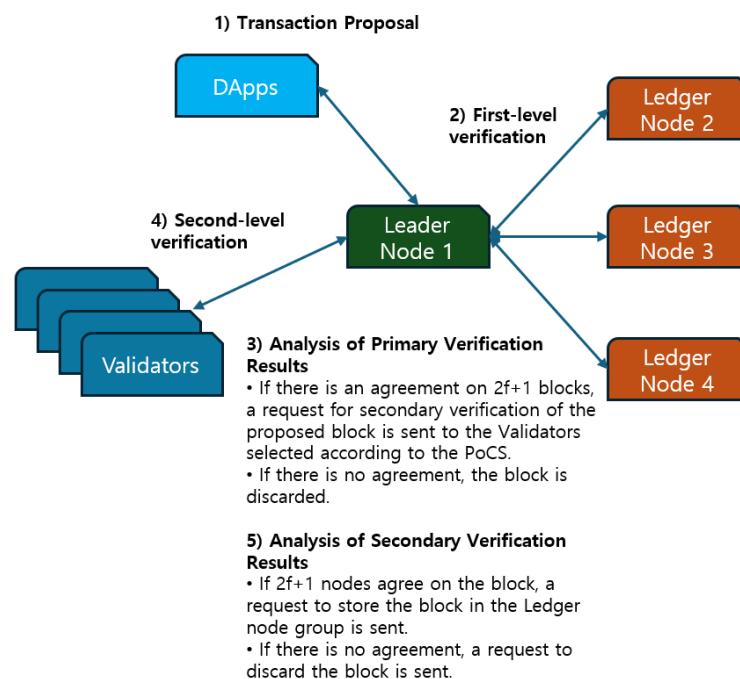 1) Transaction Proposal
DApps
2) First-level
verification
Ledger
Node 2
4) Second-level
verification
Leader
Node 1
Ledger
Node 3
Validators
3) Analysis of Primary Verification
Results
• If there is an agreement on 2f+1 blocks,
a request for secondary verification of the
proposed block is sent to the Validators
selected according to the PoCS.
• If there is no agreement, the block is
discarded.
Ledger
Node 4
5) Analysis of Secondary Verification
Results
• If 2f+1 nodes agree on the block, a
request to store the block in the Ledger
node group is sent.
• If there is no agreement, a request to
discard the block is sent.